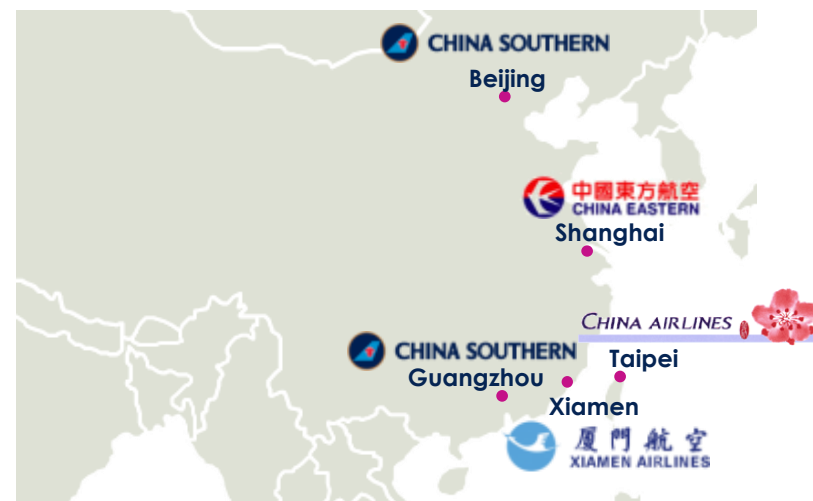 CHINA SOUTHERN
Beijing
中國東方航空
CHINA EASTERN
Shanghai
CHINA AIRLINES
CHINA SOUTHERN
Taipei
Guangzhou
Xiamen
厦門航空
XIAMEN AIRLINES